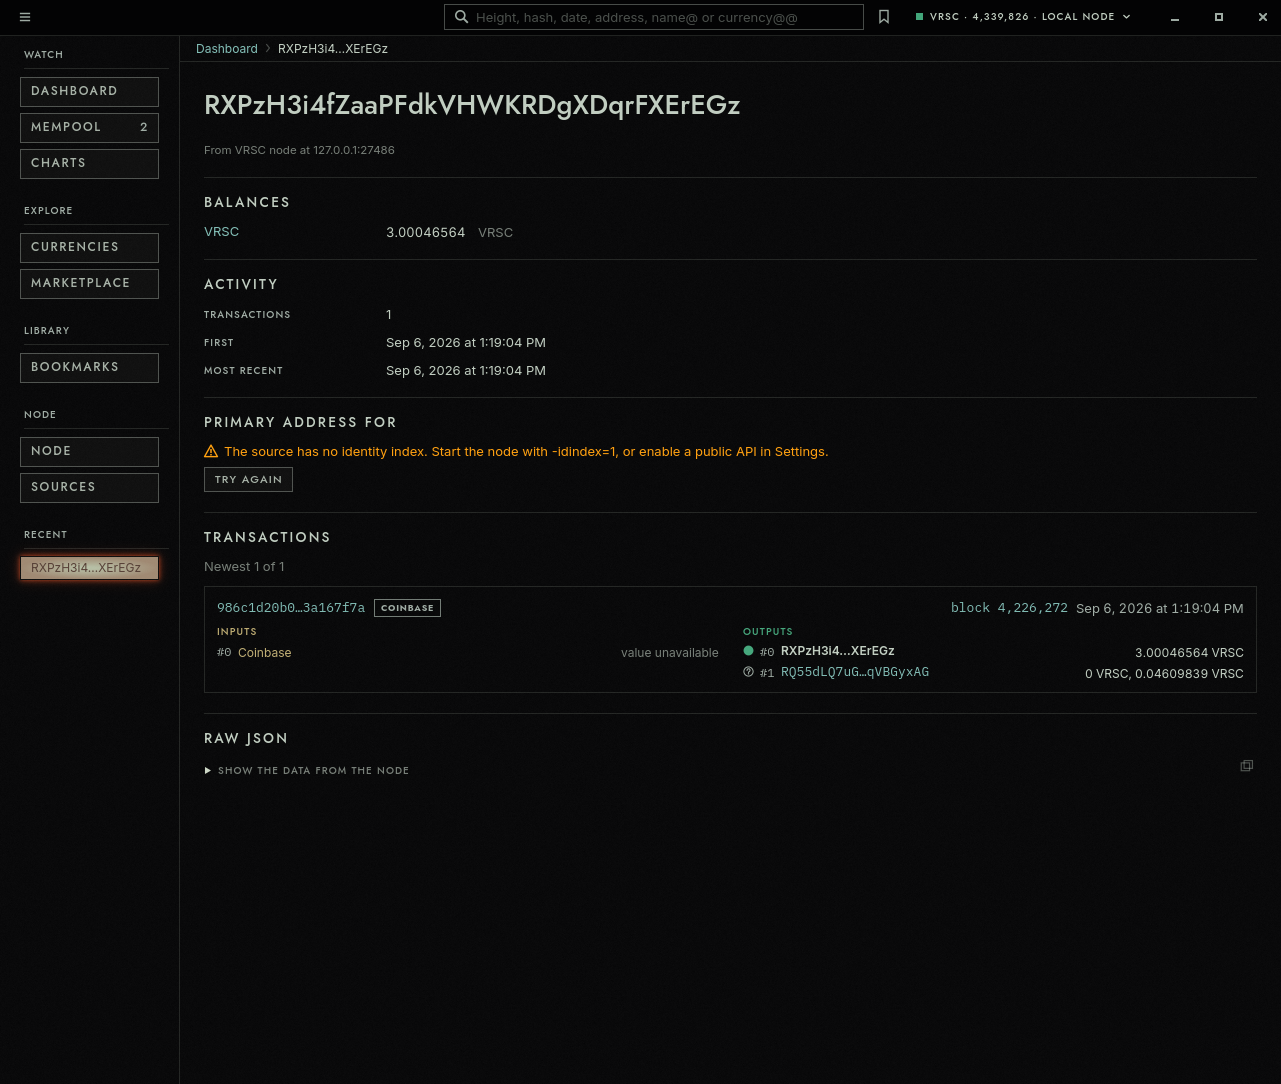 Height, hash, date, address, name@ or currency@@
VRSC · 4,339,826 · LOCAL NODE
WATCH
DASHBOARD
MEMPOOL 2
CHARTS
EXPLORE
CURRENCIES
MARKETPLACE
LIBRARY
BOOKMARKS
NODE
NODE
SOURCES
RECENT
RXPzH3i4…XErEGz
Dashboard > RXPzH3i4…XErEGz
RXPzH3i4fZaaPFdkVHWKRDgXDqrFXErEGz
From VRSC node at 127.0.0.1:27486
BALANCES
VRSC 3.00046564 VRSC
ACTIVITY
TRANSACTIONS 1
FIRST Sep 6, 2026 at 1:19:04 PM
MOST RECENT Sep 6, 2026 at 1:19:04 PM
PRIMARY ADDRESS FOR
The source has no identity index. Start the node with -idindex=1, or enable a public API in Settings.
TRY AGAIN
TRANSACTIONS
Newest 1 of 1
986c1d20b0…3a167f7a COINBASE block 4,226,272 Sep 6, 2026 at 1:19:04 PM
INPUTS
#0 Coinbase value unavailable
OUTPUTS
#0 RXPzH3i4…XErEGz 3.00046564 VRSC
#1 RQ55dLQ7uG…qVBGyxAG 0 VRSC, 0.04609839 VRSC
RAW JSON
SHOW THE DATA FROM THE NODE